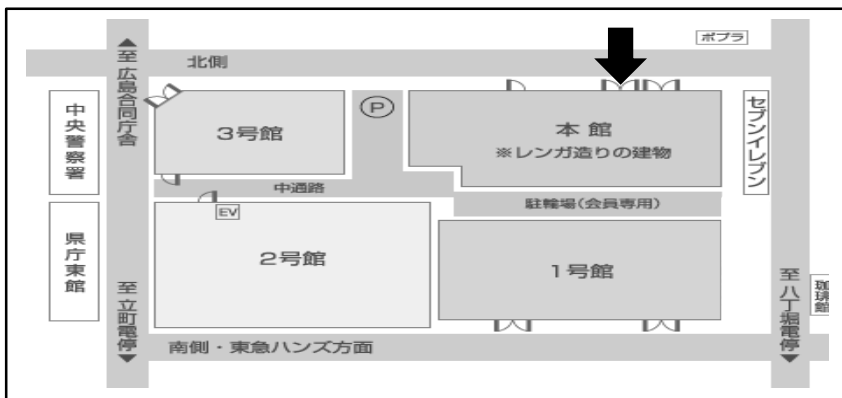 ポプラ
北側
▲至広島合同庁舎
中央警察署
3号館
P
本館
※レンガ造りの建物
セブンイレブン
中通路
駐輪場(会員専用)
EV
県庁東館
2号館
1号館
至立町電停▼
至八丁堀電停▼
珈琲館
南側・東急ハンズ方面